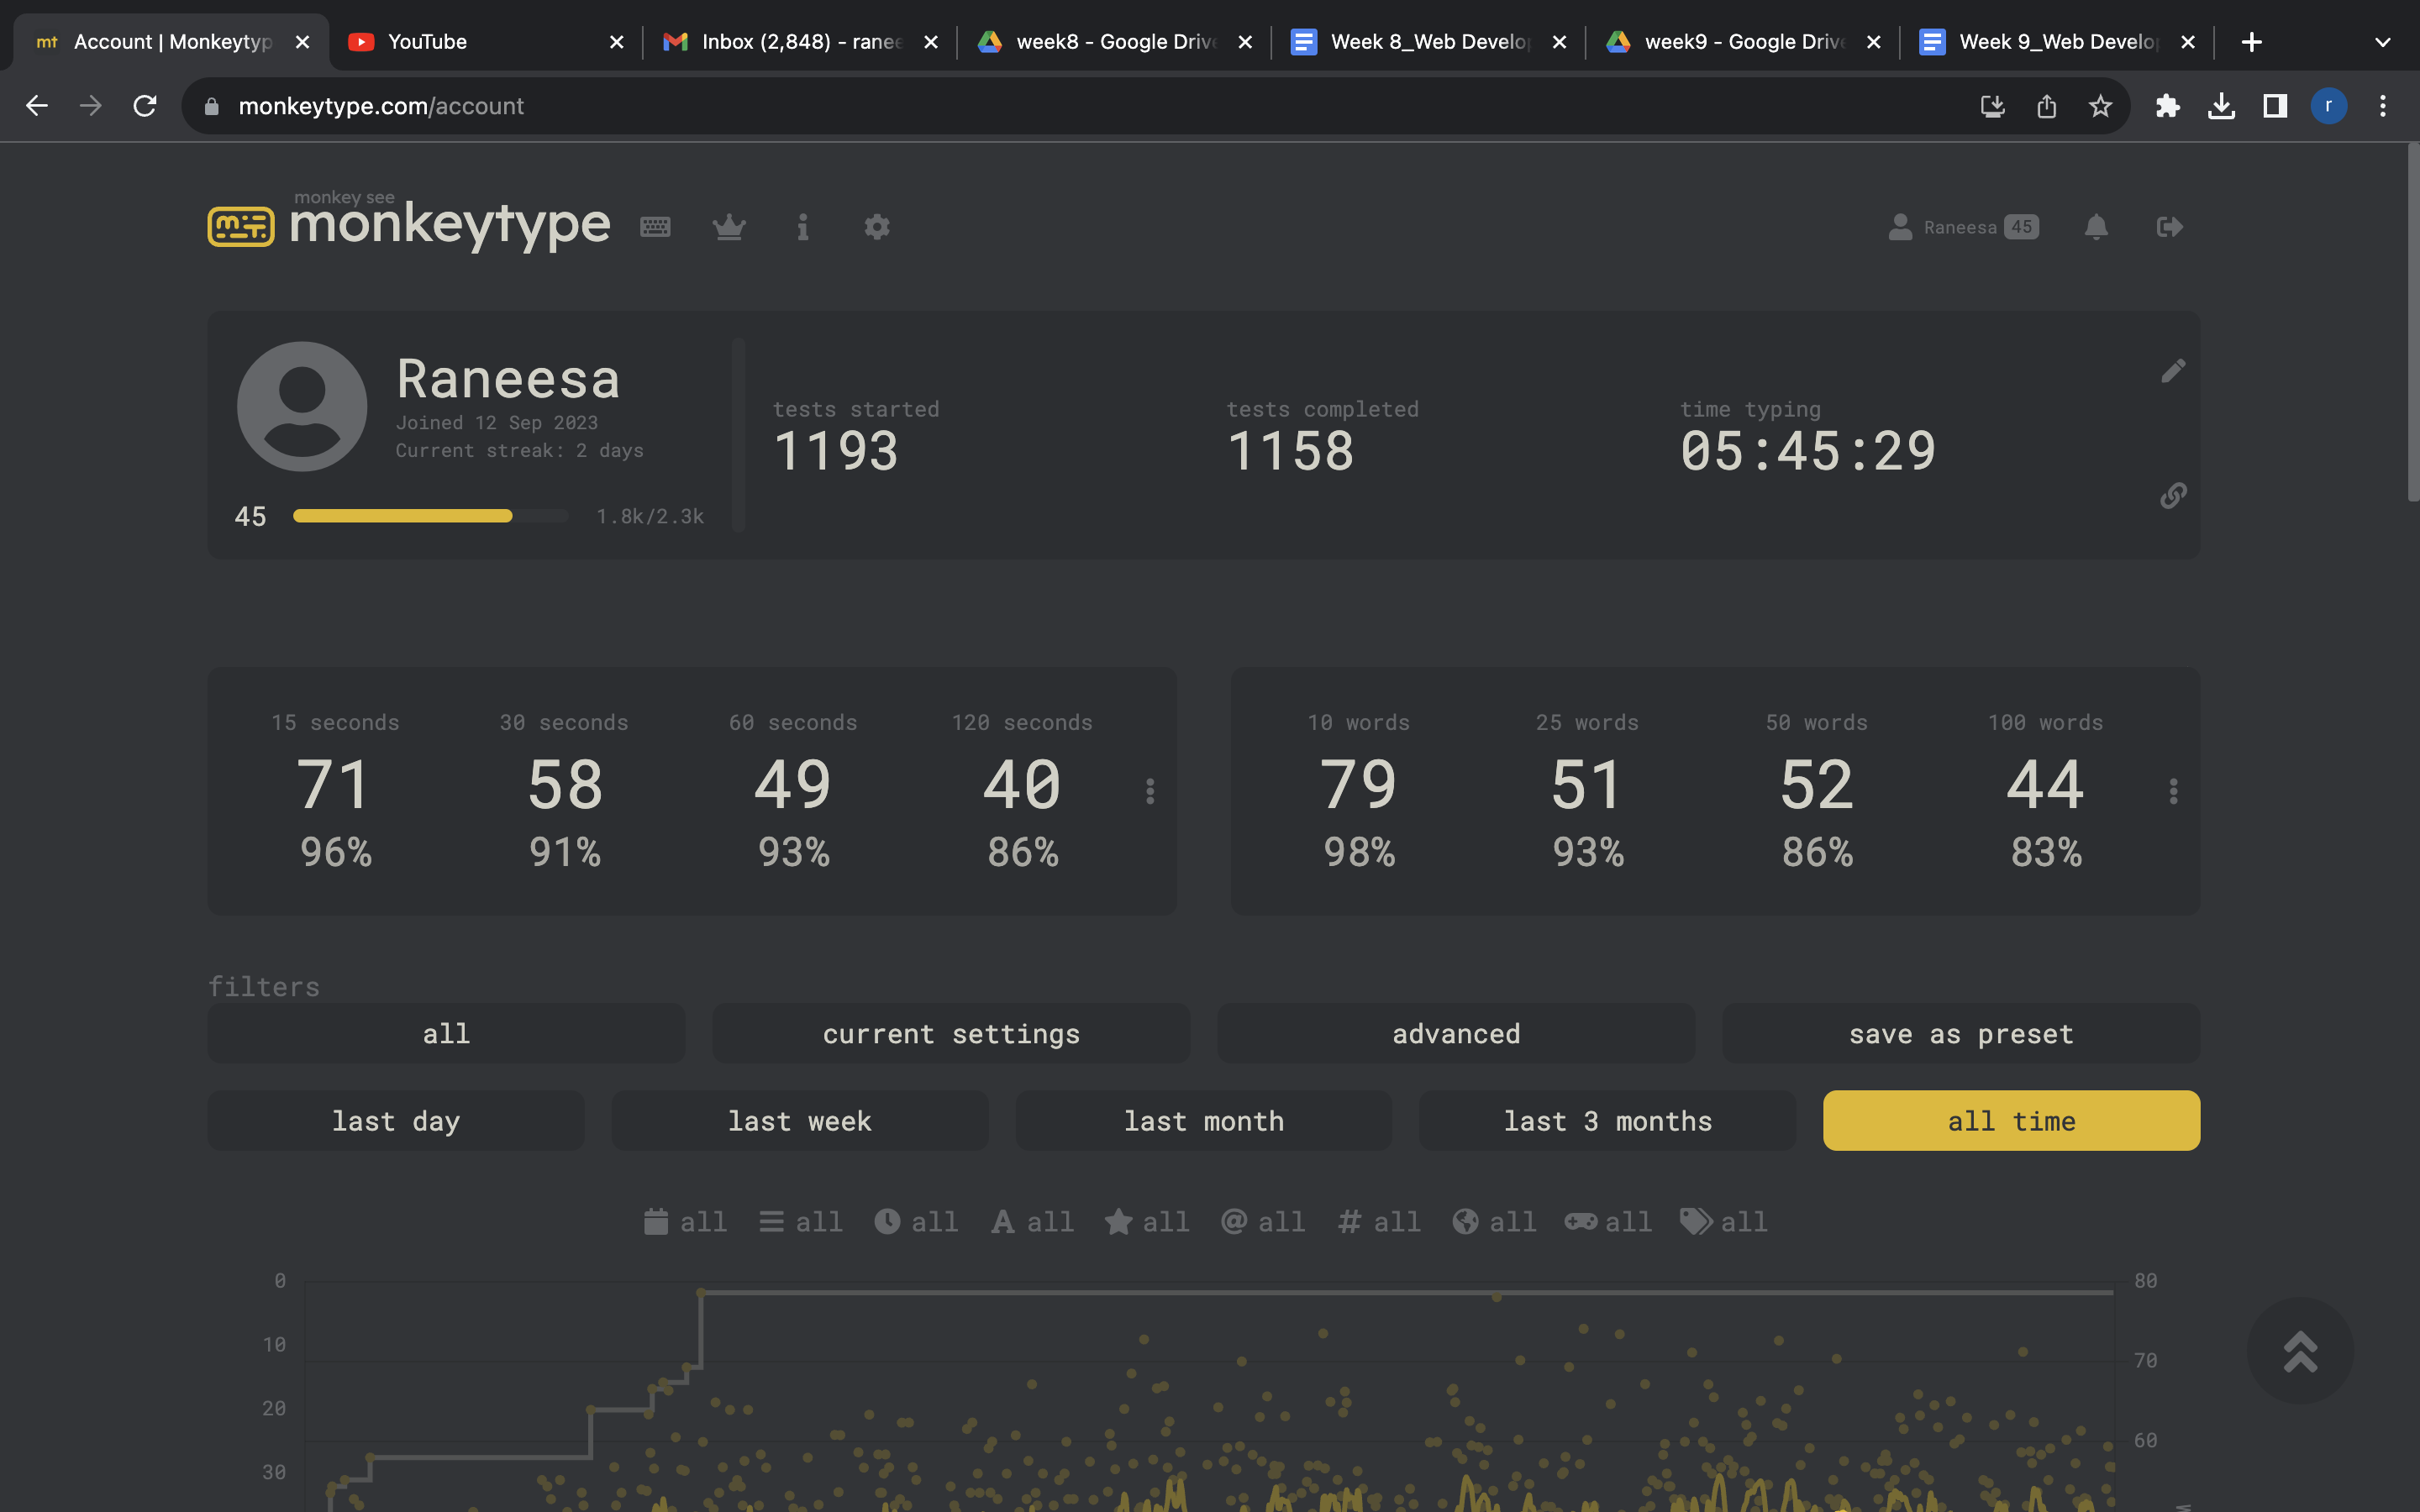 mt Account | Monkeytyp
YouTube
Inbox (2,848) - ranee
week8 - Google Drive
Week 8_Web Develop
week9 - Google Drive
Week 9_Web Develop
monkeytype.com/account
r
monkey see
monkeytype
Raneesa 45
Raneesa
Joined 12 Sep 2023
Current streak: 2 days
45 1.8k/2.3k
tests started
1193
tests completed
1158
time typing
05:45:29
15 seconds 30 seconds 60 seconds 120 seconds
71 58 49 40
96% 91% 93% 86%
10 words 25 words 50 words 100 words
79 51 52 44
98% 93% 86% 83%
filters
all current settings advanced save as preset
last day last week last month last 3 months all time
all all all A all all @ all # all all all all
0 80
10
70
20
60
30